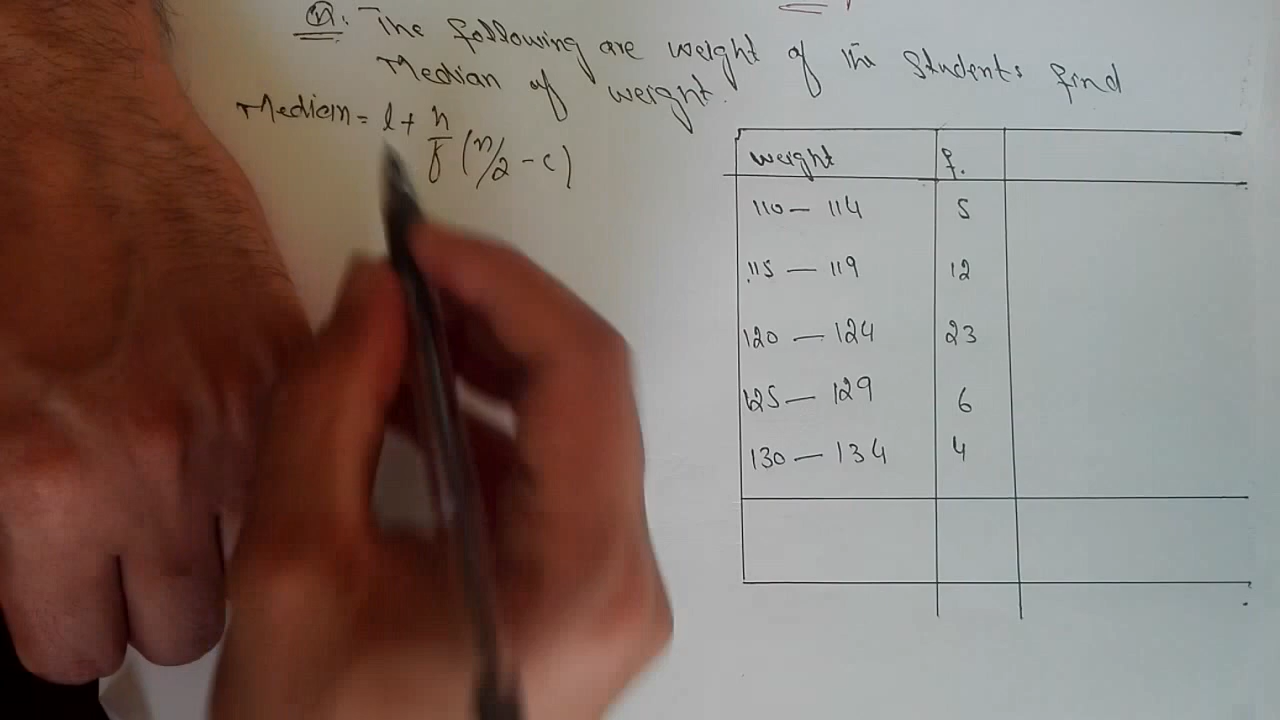 Q. The following are weight of the Students find
Median of weight.
Median = l + h/f (n/2 - c)
weight f.
110 — 114 5
115 — 119 12
120 — 124 23
125 — 129 6
130 — 134 4